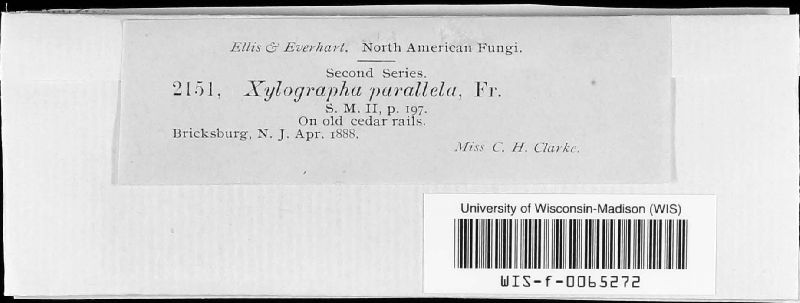 Ellis & Everhart. North American Fungi.
Second Series.
2151, Xylographa parallela, Fr.
S. M. II, p. 197.
On old cedar rails.
Bricksburg, N. J. Apr. 1888.
Miss C. H. Clarke.
University of Wisconsin-Madison (WIS)
WIS-f-0065272